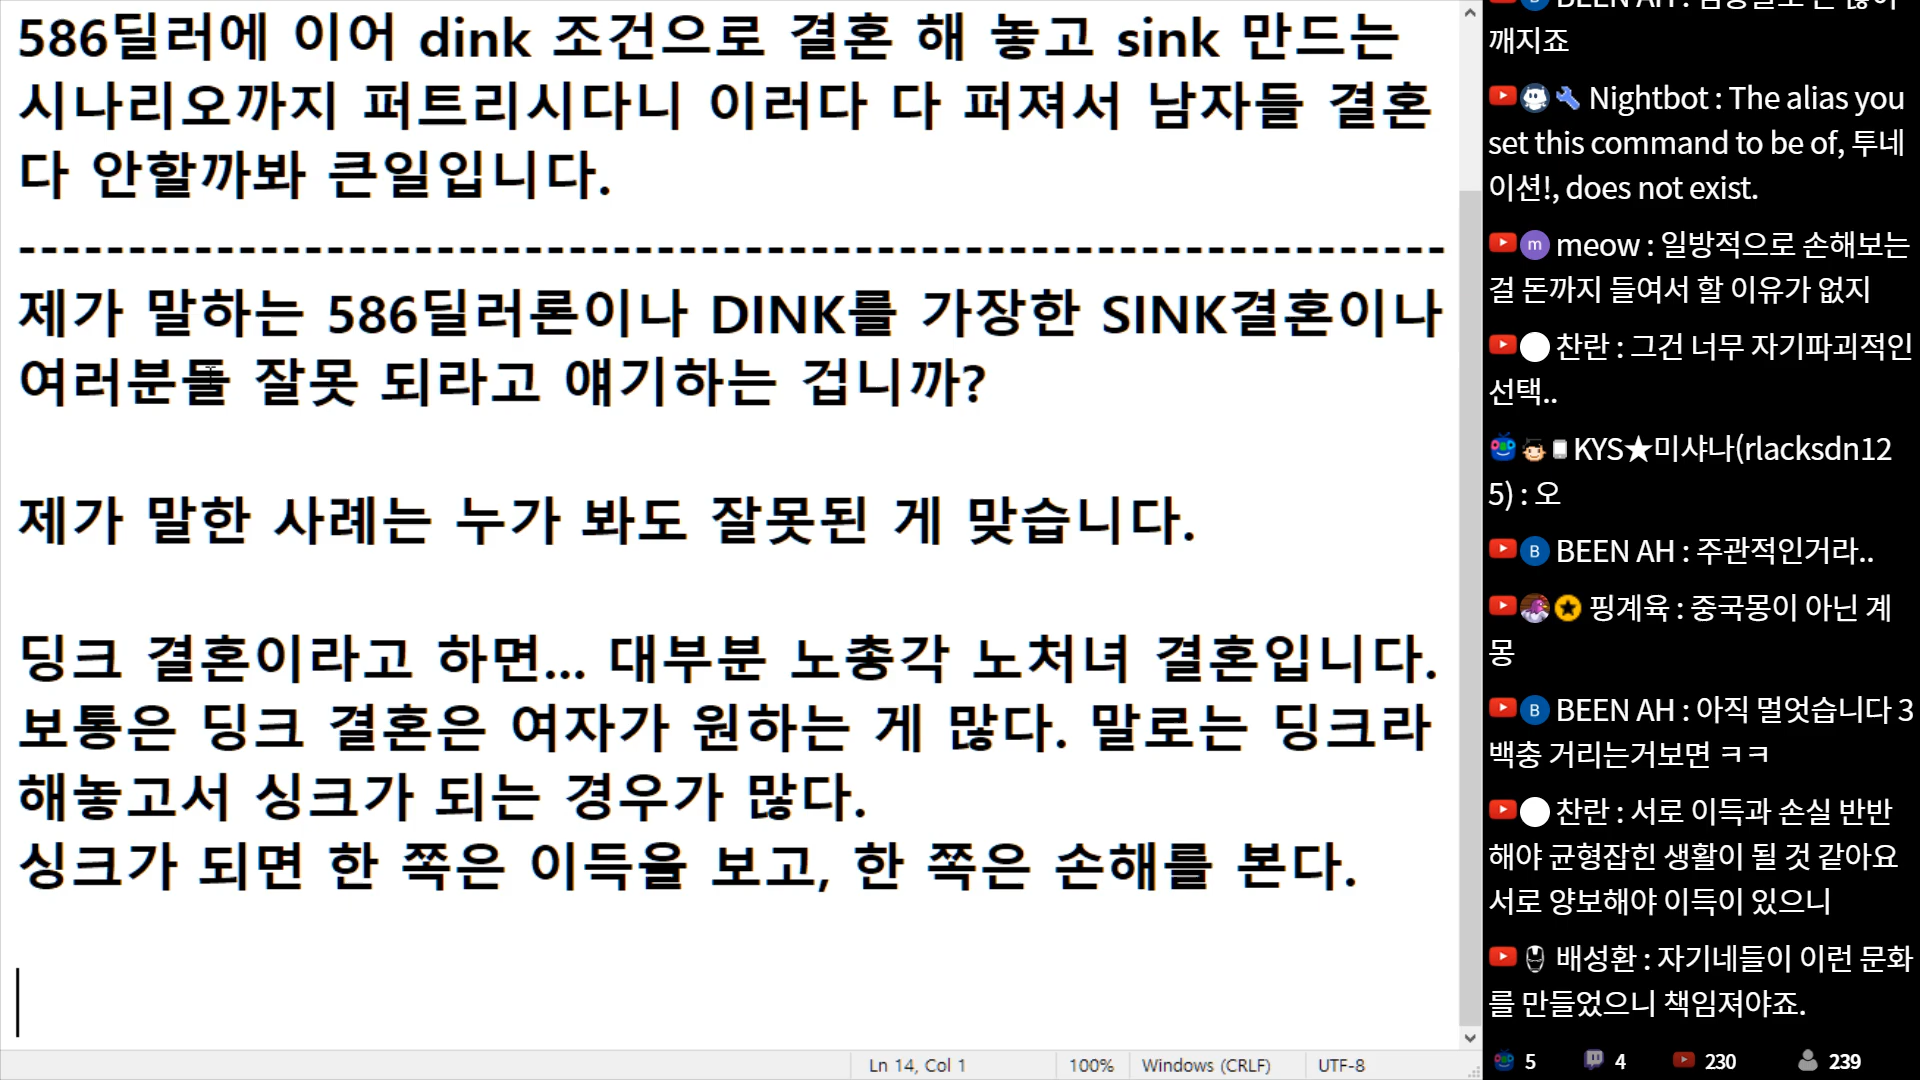 586딜러에 이어 dink 조건으로 결혼 해 놓고 sink 만드는
시나리오까지 퍼트리시다니 이러다 다 퍼져서 남자들 결혼
다 안할까봐 큰일입니다.
-----------------------------------------------------------------
제가 말하는 586딜러론이나 DINK를 가장한 SINK결혼이나
여러분들 잘못 되라고 얘기하는 겁니까?
제가 말한 사례는 누가 봐도 잘못된 게 맞습니다.
딩크 결혼이라고 하면... 대부분 노총각 노처녀 결혼입니다.
보통은 딩크 결혼은 여자가 원하는 게 많다. 말로는 딩크라
해놓고서 싱크가 되는 경우가 많다.
싱크가 되면 한 쪽은 이득을 보고, 한 쪽은 손해를 본다.
Ln 14, Col 1
100%
Windows (CRLF)
UTF-8
깨지죠
Nightbot : The alias you
set this command to be of, 투네
이션!, does not exist.
m meow : 일방적으로 손해보는
걸 돈까지 들여서 할 이유가 없지
찬란 : 그건 너무 자기파괴적인
선택..
KYS★미샤나(rlacksdn12
5) : 오
B BEEN AH : 주관적인거라..
핑계육 : 중국몽이 아닌 계
몽
B BEEN AH : 아직 멀엇습니다 3
백충 거리는거보면 ㅋㅋ
찬란 : 서로 이득과 손실 반반
해야 균형잡힌 생활이 될 것 같아요
서로 양보해야 이득이 있으니
배성환 : 자기네들이 이런 문화
를 만들었으니 책임져야죠.
5 4 230 239